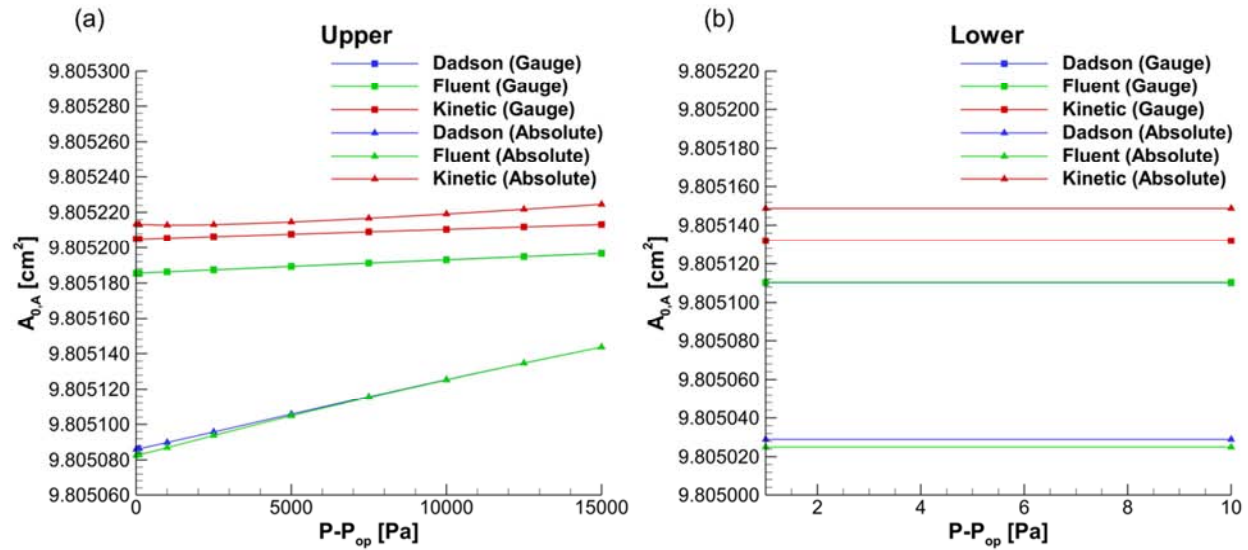 (a)
Upper
Dadson (Gauge)
Fluent (Gauge)
Kinetic (Gauge)
Dadson (Absolute)
Fluent (Absolute)
Kinetic (Absolute)
9.805300
9.805280
9.805260
9.805240
9.805220
9.805200
9.805180
9.805160
9.805140
9.805120
9.805100
9.805080
9.805060
A0,A [cm2]
0 5000 10000 15000
P-Pop [Pa]
(b)
Lower
Dadson (Gauge)
Fluent (Gauge)
Kinetic (Gauge)
Dadson (Absolute)
Fluent (Absolute)
Kinetic (Absolute)
9.805220
9.805200
9.805180
9.805160
9.805140
9.805120
9.805100
9.805080
9.805060
9.805040
9.805020
9.805000
A0,A [cm2]
2 4 6 8 10
P-Pop [Pa]